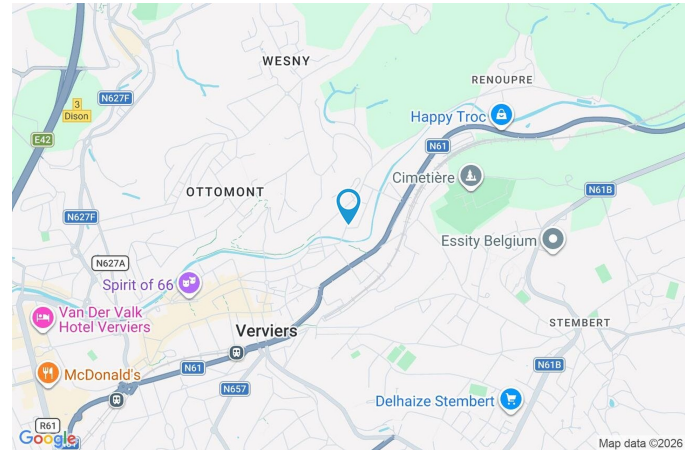 WESNY
RENOUPRE
N627F
3
Dison
Happy Troc
E42
N61
Cimetière
OTTOMONT
N61B
N627F
Essity Belgium
N627A
Spirit of 66
Van Der Valk
Hotel Verviers
STEMBERT
Verviers
N61
N61B
McDonald's
N657
Delhaize Stembert
R61
Google
Map data ©2026